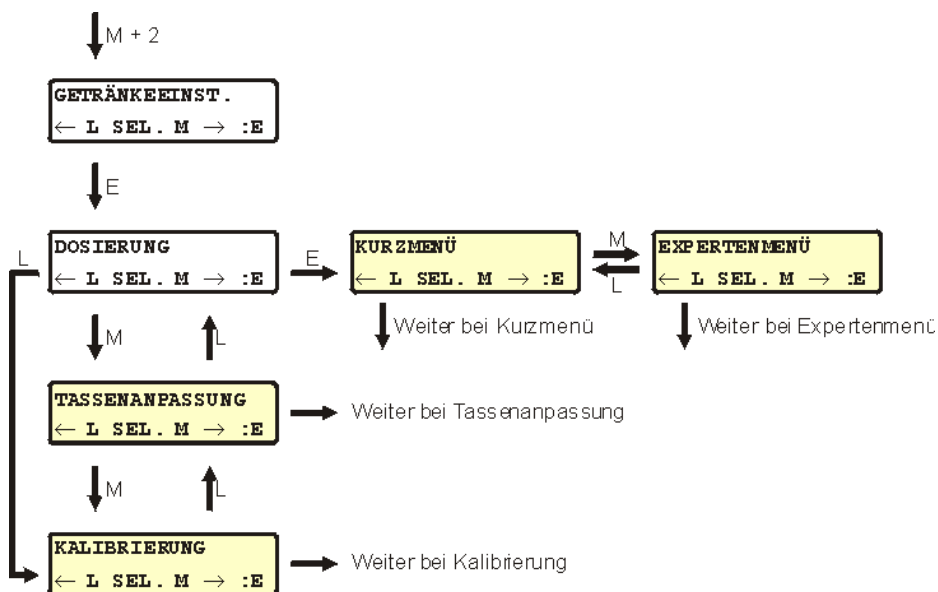 M + 2
GETRÄNKEEINST.
← L SEL. M → :E
E
DOSIERUNG
← L SEL. M → :E
L
E
KURZMENÜ
← L SEL. M → :E
M
L
EXPERTENMENÜ
← L SEL. M → :E
Weiter bei Kurzmenü
Weiter bei Expertenmenü
M
L
TASSENANPASSUNG
← L SEL. M → :E
Weiter bei Tassenanpassung
M
L
KALIBRIERUNG
← L SEL. M → :E
Weiter bei Kalibrierung